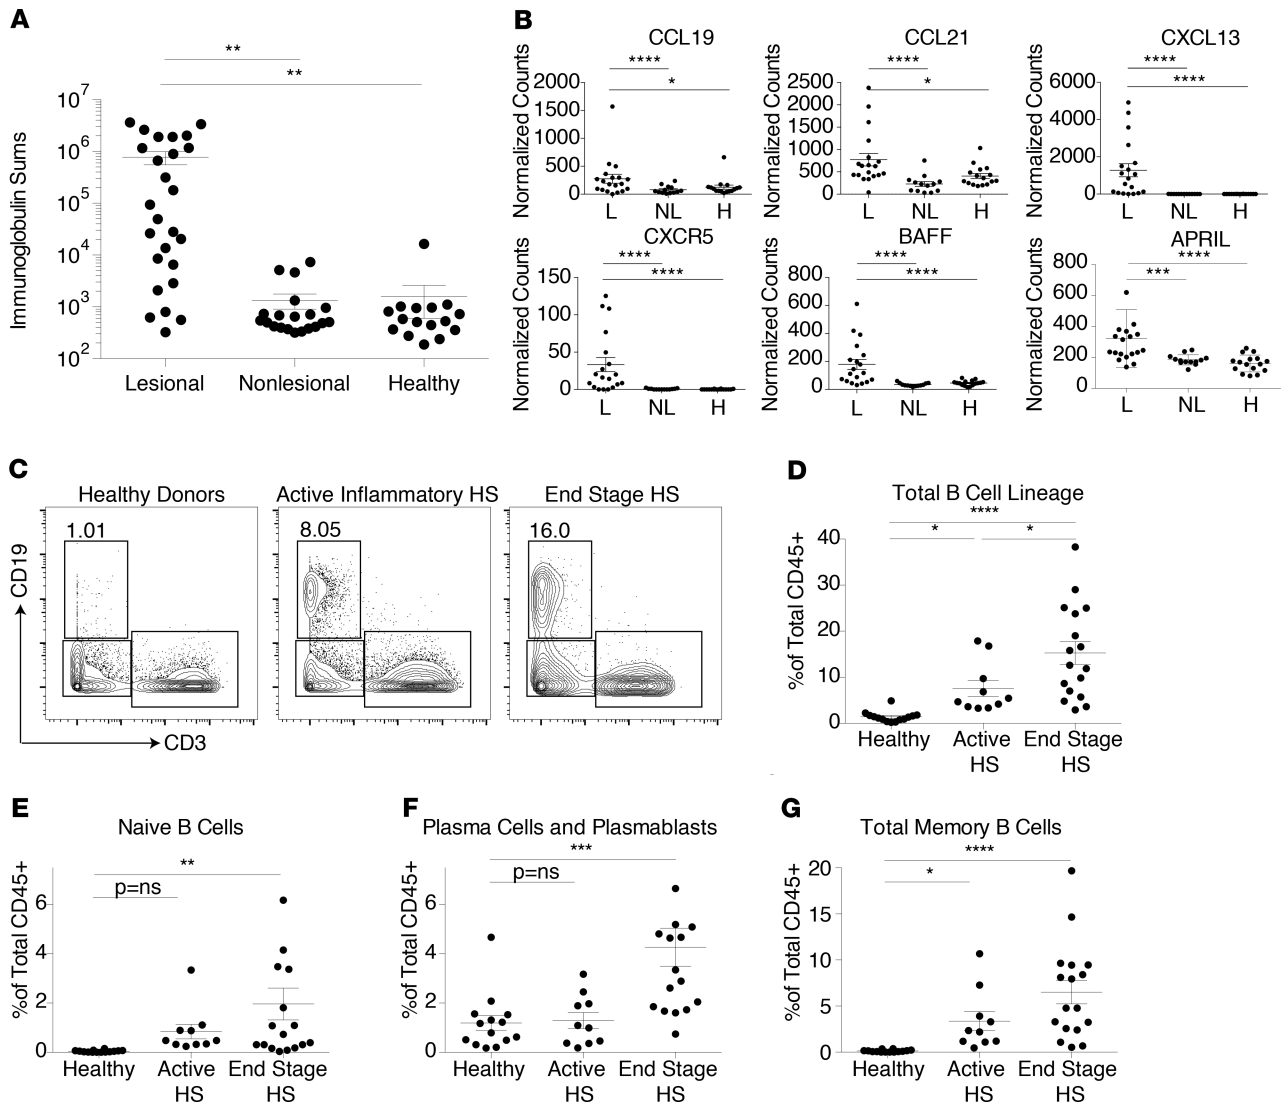 A
**
**
10^7
10^6
10^5
10^4
10^3
10^2
Immunoglobulin Sums
Lesional Nonlesional Healthy
B
CCL19
****
*
Normalized Counts
2000
1500
1000
500
0
L NL H
CCL21
****
*
Normalized Counts
2500
2000
1500
1000
500
0
L NL H
CXCL13
****
****
Normalized Counts
6000
4000
2000
0
L NL H
CXCR5
****
****
Normalized Counts
150
100
50
0
L NL H
BAFF
****
****
Normalized Counts
800
600
400
200
0
L NL H
APRIL
****
***
Normalized Counts
800
600
400
200
0
L NL H
C
Healthy Donors
Active Inflammatory HS
End Stage HS
1.01
8.05
16.0
CD19
CD3
D
Total B Cell Lineage
****
* *
%of Total CD45+
40
30
20
10
0
Healthy Active HS End Stage HS
E
Naive B Cells
**
p=ns
%of Total CD45+
6
4
2
0
Healthy Active HS End Stage HS
F
Plasma Cells and Plasmablasts
***
p=ns
%of Total CD45+
6
4
2
0
Healthy Active HS End Stage HS
G
Total Memory B Cells
****
*
%of Total CD45+
20
15
10
5
0
Healthy Active HS End Stage HS